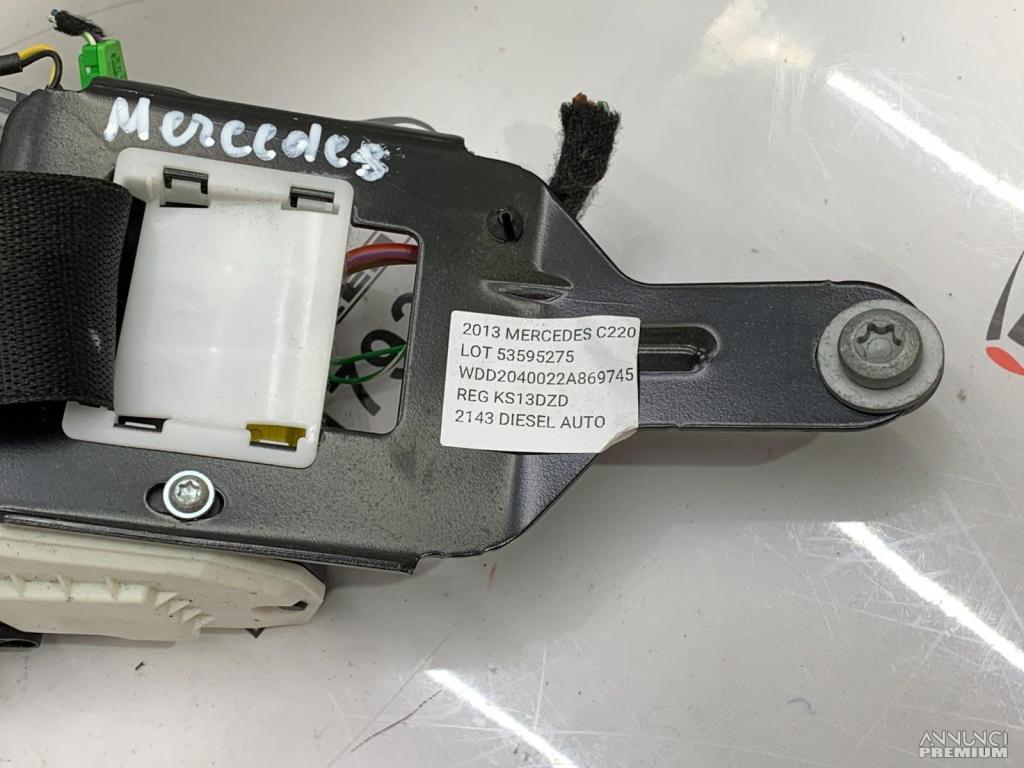 Mercedes
2013 MERCEDES C220
LOT 53595275
WDD2040022A869745
REG KS13DZD
2143 DIESEL AUTO
ANNUNCI
PREMIUM